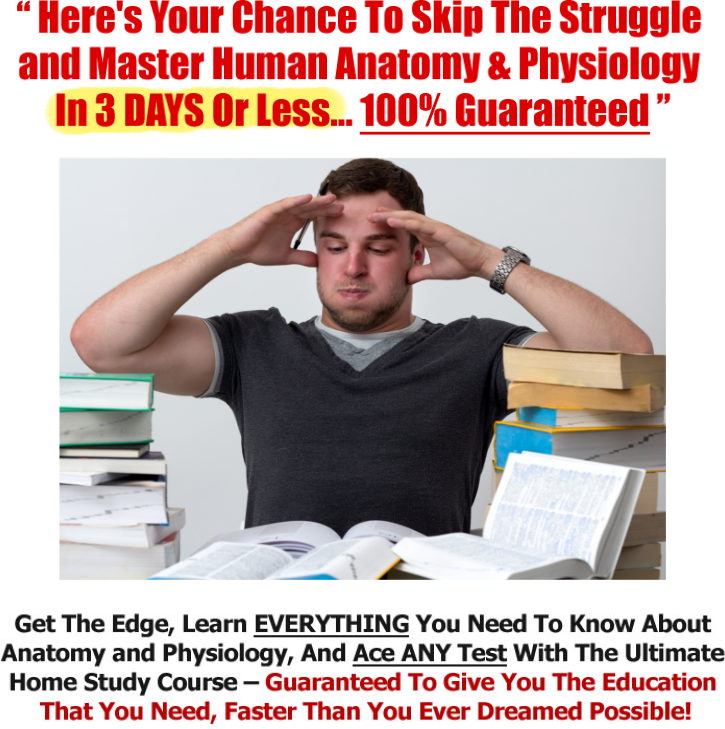 “ Here's Your Chance To Skip The Struggle
and Master Human Anatomy & Physiology
In 3 DAYS Or Less... 100% Guaranteed ”
Get The Edge, Learn EVERYTHING You Need To Know About
Anatomy and Physiology, And Ace ANY Test With The Ultimate
Home Study Course – Guaranteed To Give You The Education
That You Need, Faster Than You Ever Dreamed Possible!